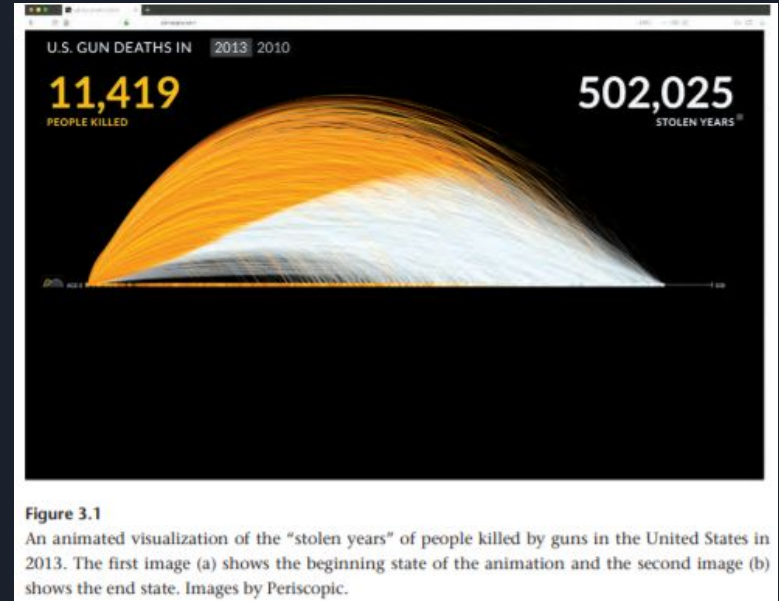 U.S. GUN DEATHS IN 2013 2010
11,419
PEOPLE KILLED
502,025
STOLEN YEARS
AGE 0
Figure 3.1
An animated visualization of the “stolen years” of people killed by guns in the United States in
2013. The first image (a) shows the beginning state of the animation and the second image (b)
shows the end state. Images by Periscopic.